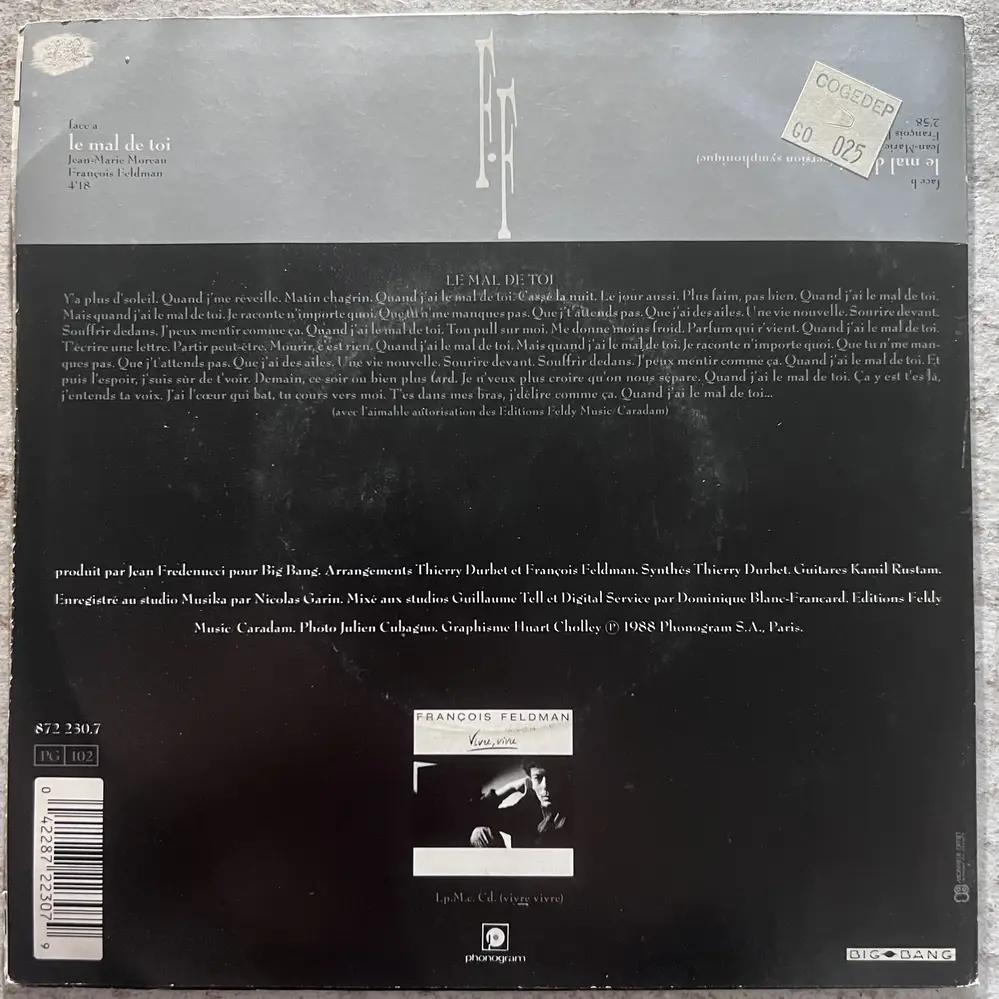 F.F
face a
le mal de toi
Jean-Marie Moreau
François Feldman
4'18
COGEDEP
GO 025
face b
le mal d
version symphonique)
Jean-Marie
François
2'58
LE MAL DE TOI
Y'a plus d'soleil. Quand j'me réveille. Matin chagrin. Quand j'ai le mal de toi. Cassé la nuit. Le jour aussi. Plus faim, pas bien. Quand j'ai le mal de toi.
Mais quand j'ai le mal de toi. Je raconte n'importe quoi. Que tu n'me manques pas. Que j't'attends pas. Que j'ai des ailes. U'ne vie nouvelle. Sourire devant.
Souffrir dedans. J'peux mentir comme ça. Quand j'ai le mal de toi. Ton pull sur moi. Me donne moins froid. Parfum qui r'vient. Quand j'ai le mal de toi.
T'écrire une lettre. Partir peut-être. Mourir, c'est rien. Quand j'ai le mal de toi. Mais quand j'ai le mal de toi. Je raconte n'importe quoi. Que tu n'me man-
ques pas. Que j't'attends pas. Que j'ai des ailes. Une vie nouvelle. Sourire devant. Souffrir dedans. J'peux mentir comme ça. Quand j'ai le mal de toi. Et
puis l'espoir, j'suis sûr de t'voir. Demain, ce soir ou bien plus tard. Je n'veux plus croire qu'on nous sépare. Quand j'ai le mal de toi. Ça y est t'es là,
j'entends ta voix. J'ai l'cœur qui bat, tu cours vers moi. T'es dans mes bras, j'délire comme ça. Quand j'ai le mal de toi...
(avec l'aimable autorisation des Editions Feldy Music/Caradam)
produit par Jean Fredenucci pour Big Bang. Arrangements Thierry Durbet et François Feldman. Synthés Thierry Durbet. Guitares Kamil Rustam.
Enregistré au studio Musika par Nicolas Garin. Mixé aux studios Guillaume Tell et Digital Service par Dominique Blanc-Francard. Editions Feldy
Music/Caradam. Photo Julien Cubagno. Graphisme Huart Cholley ℗ 1988 Phonogram S.A., Paris.
872 230.7
PG 102
0 42287 22307 9
FRANÇOIS FELDMAN
Vivre, vivre
Lp.M.c. Cd. (vivre vivre)
phonogram
BIG BANG